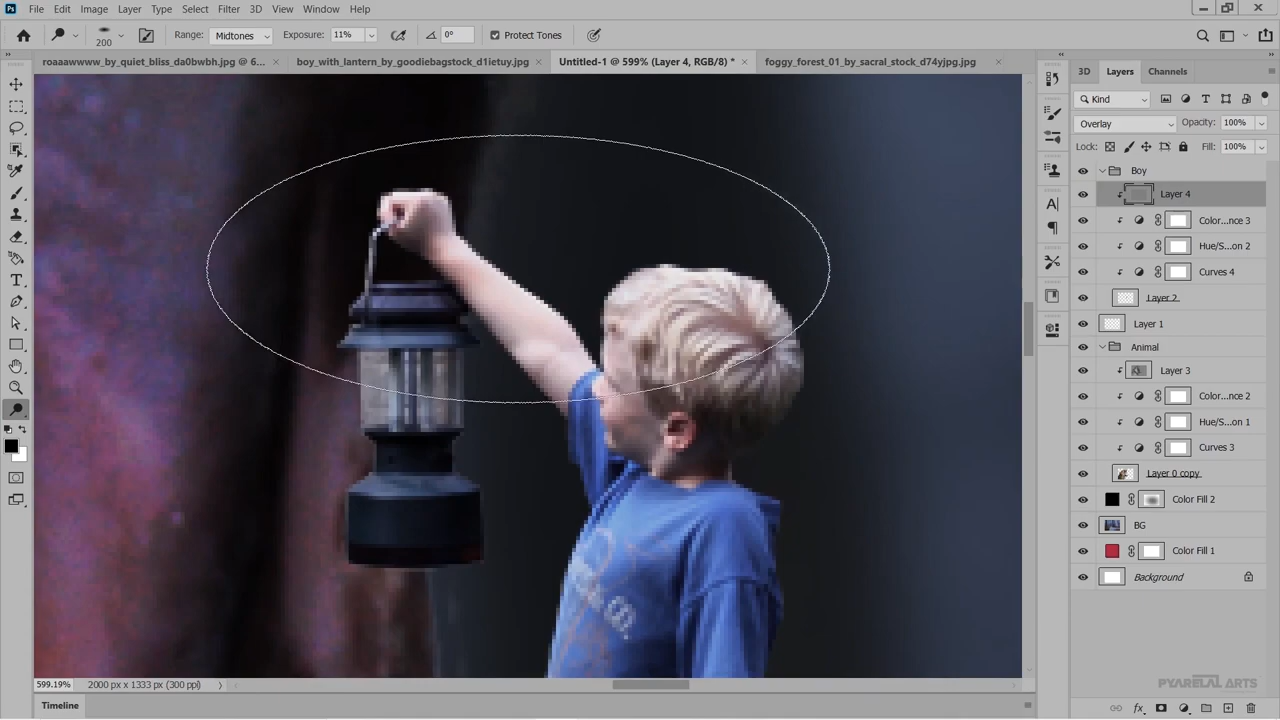 Ps File Edit Image Layer Type Select Filter 3D View Window Help
200 Range: Midtones Exposure: 11% 0° Protect Tones
roaaawwww_by_quiet_bliss_da0bwbh.jpg @ 6... × boy_with_lantern_by_goodiebagstock_d1ietuy.jpg × Untitled-1 @ 599% (Layer 4, RGB/8) * × foggy_forest_01_by_sacral_stock_d74yjpg.jpg ×
3D Layers Channels
Kind
Overlay Opacity: 100%
Lock: Fill: 100%
Boy
Layer 4
Color...nce 3
Hue/S...on 2
Curves 4
Layer 2
Layer 1
Animal
Layer 3
Color...nce 2
Hue/S...on 1
Curves 3
Layer 0 copy
Color Fill 2
BG
Color Fill 1
Background
599.19% 2000 px x 1333 px (300 ppi)
PYARELAL ARTS
Timeline